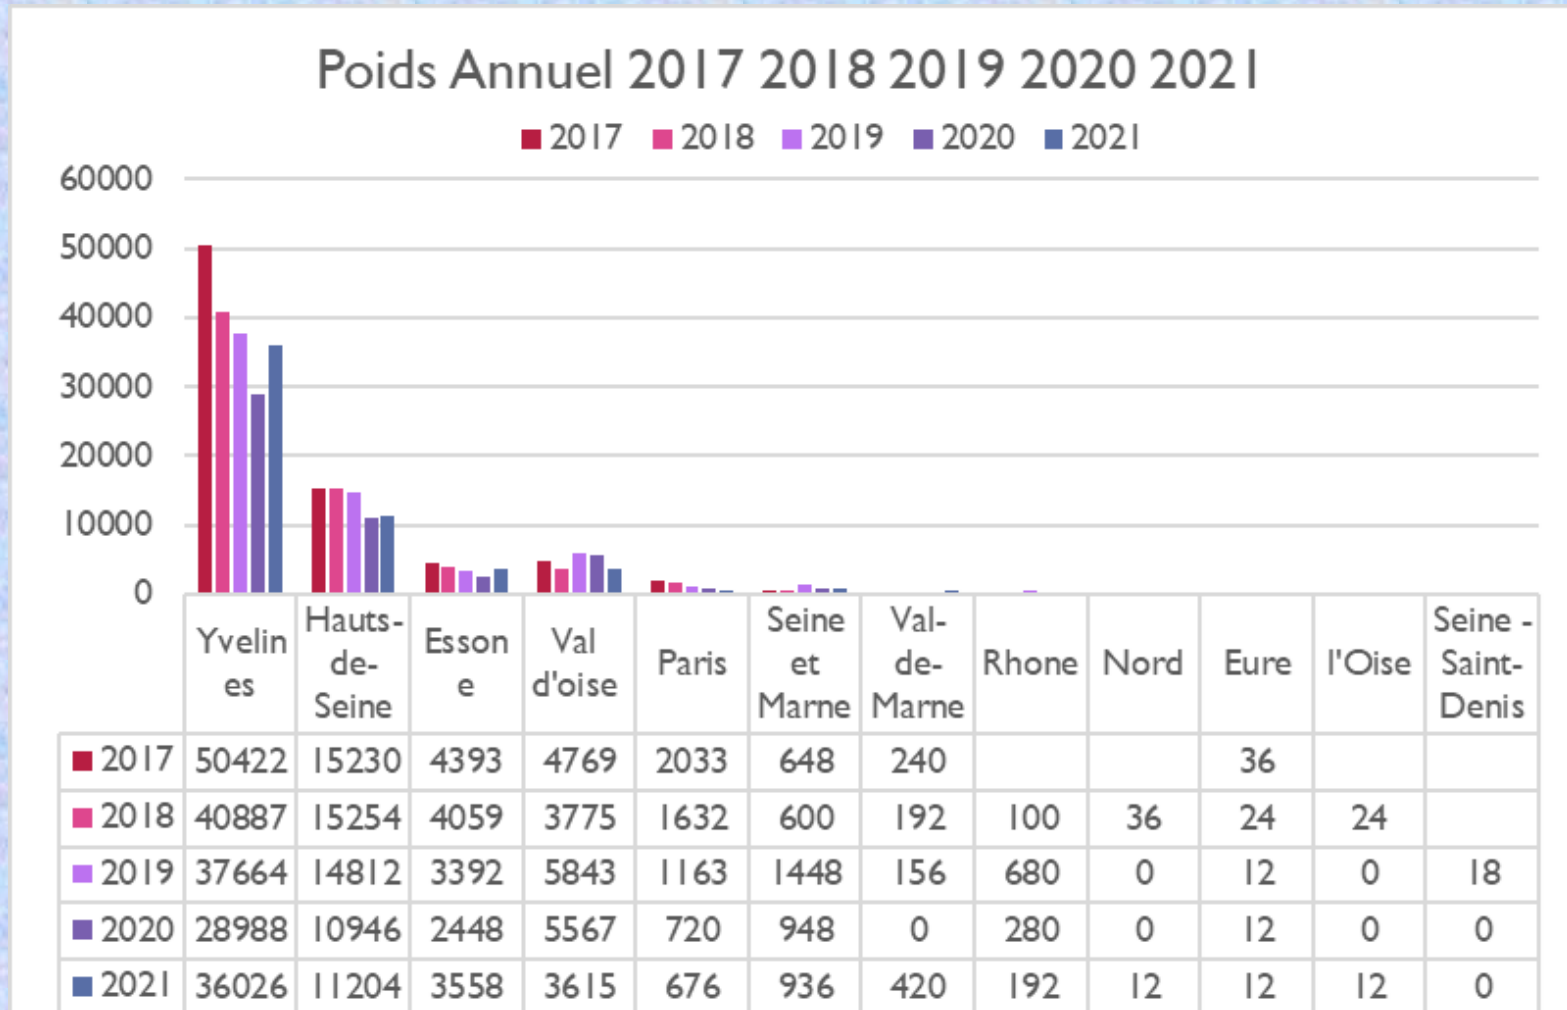 Poids Annuel 2017 2018 2019 2020 2021
2017 2018 2019 2020 2021
60000
50000
40000
30000
20000
10000
0
Yvelin
es
Hauts-
de-
Seine
Esson
e
Val
d'oise
Paris
Seine
et
Marne
Val-
de-
Marne
Rhone
Nord
Eure
l'Oise
Seine -
Saint-
Denis
2017 50422 15230 4393 4769 2033 648 240 36
2018 40887 15254 4059 3775 1632 600 192 100 36 24 24
2019 37664 14812 3392 5843 1163 1448 156 680 0 12 0 18
2020 28988 10946 2448 5567 720 948 0 280 0 12 0 0
2021 36026 11204 3558 3615 676 936 420 192 12 12 12 0